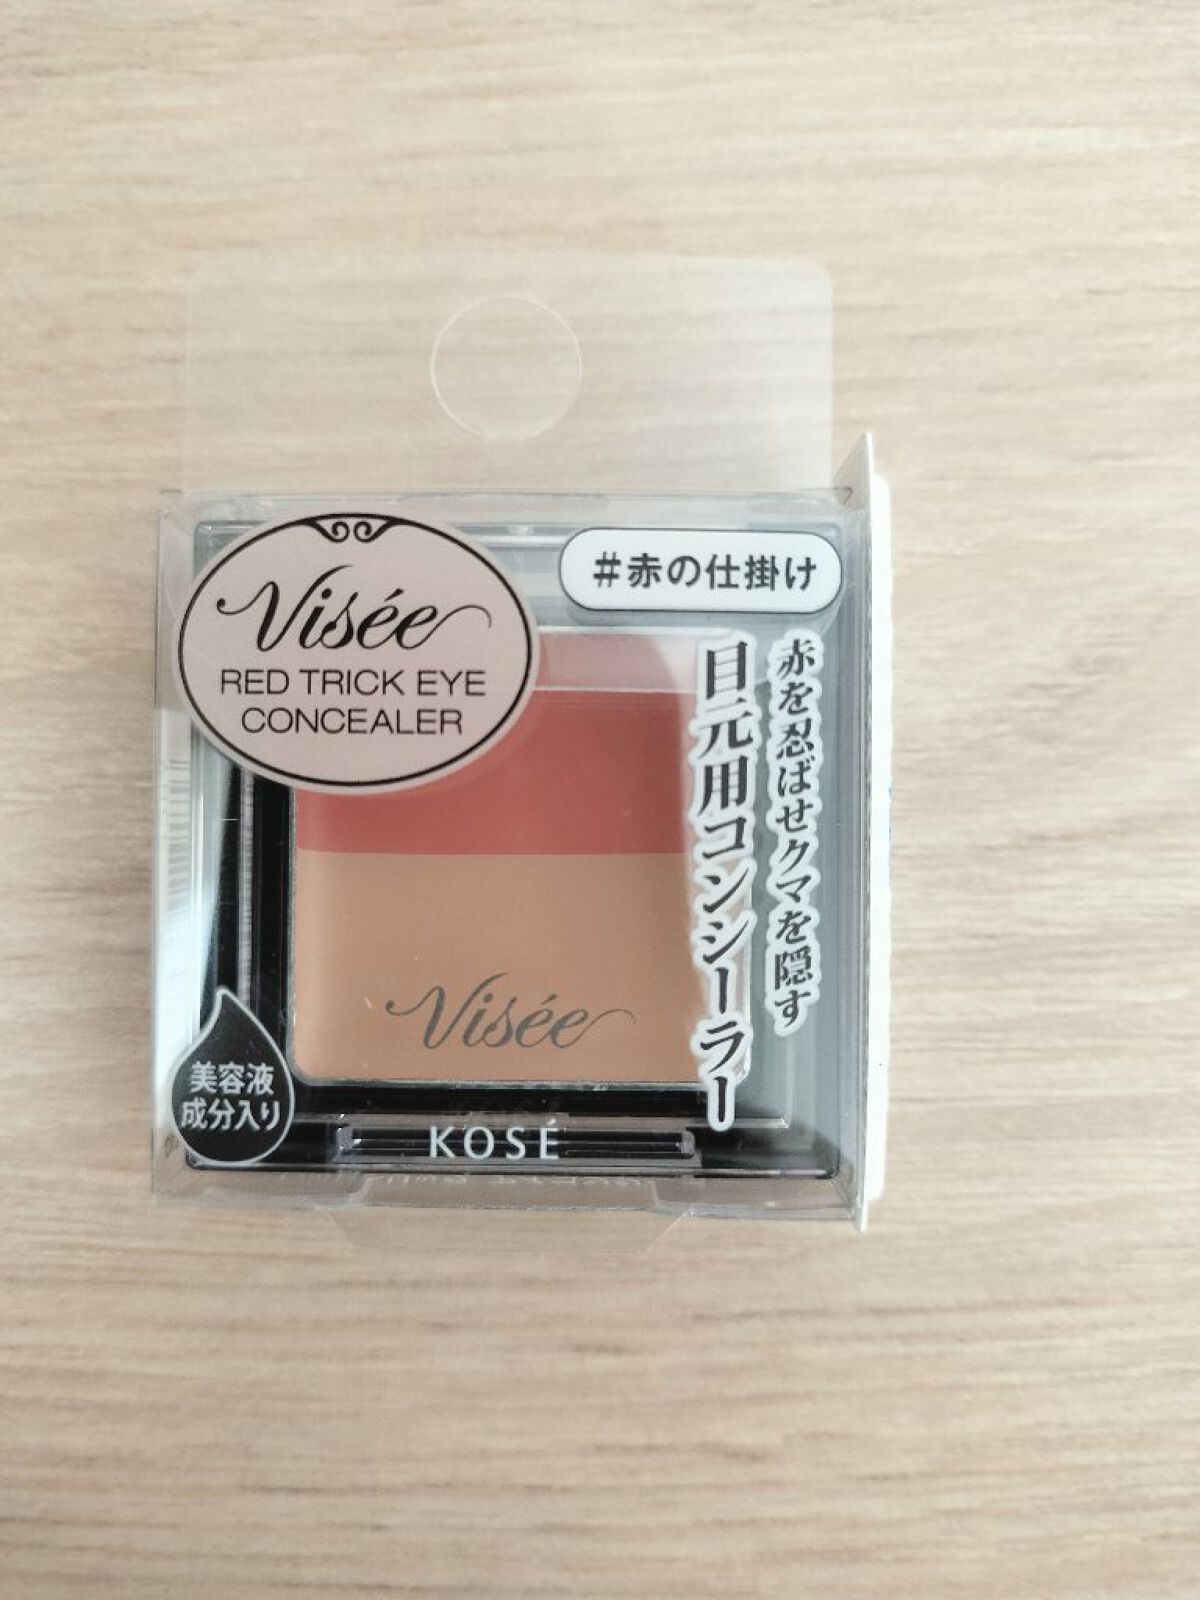 Visée
RED TRICK EYE
CONCEALER
#赤の仕掛け
赤を忍ばせクマを隠す
目元用コンシーラー
Visée
美容液
成分入り
KOSÉ